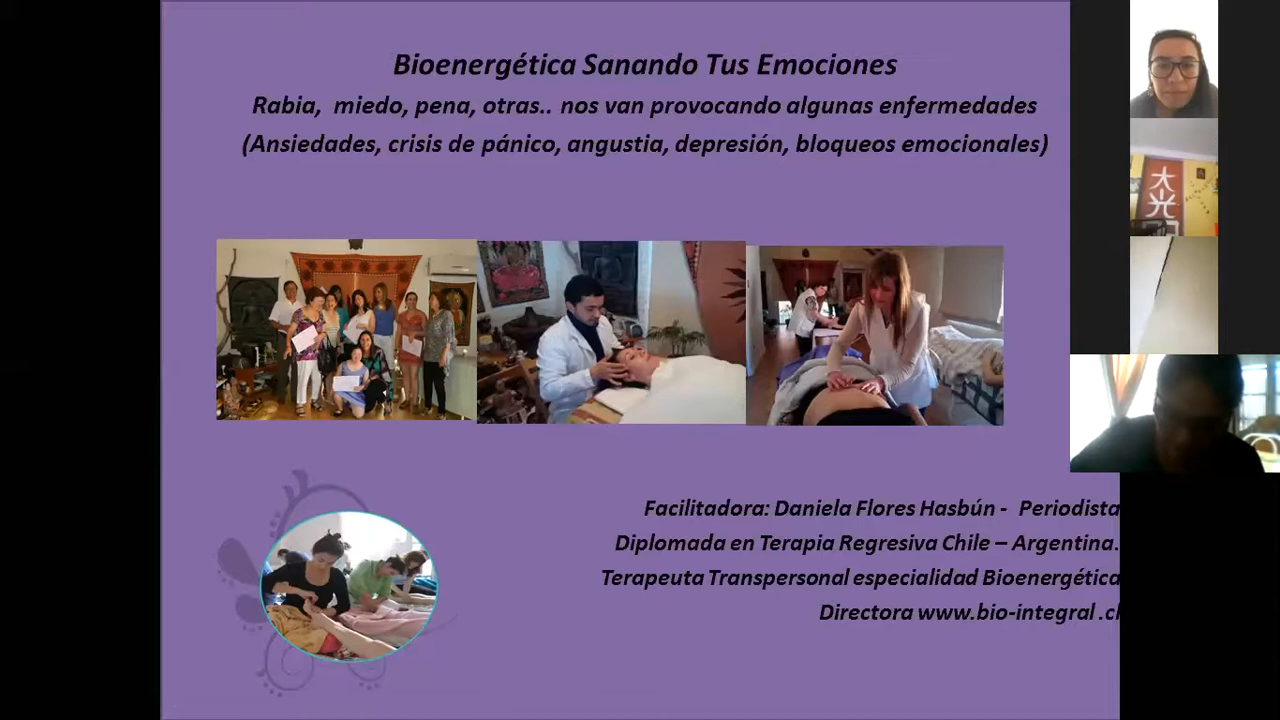 Bioenergética Sanando Tus Emociones
Rabia, miedo, pena, otras.. nos van provocando algunas enfermedades
(Ansiedades, crisis de pánico, angustia, depresión, bloqueos emocionales)
大光
Facilitadora: Daniela Flores Hasbún - Periodista
Diplomada en Terapia Regresiva Chile – Argentina.
Terapeuta Transpersonal especialidad Bioenergética
Directora www.bio-integral .cl